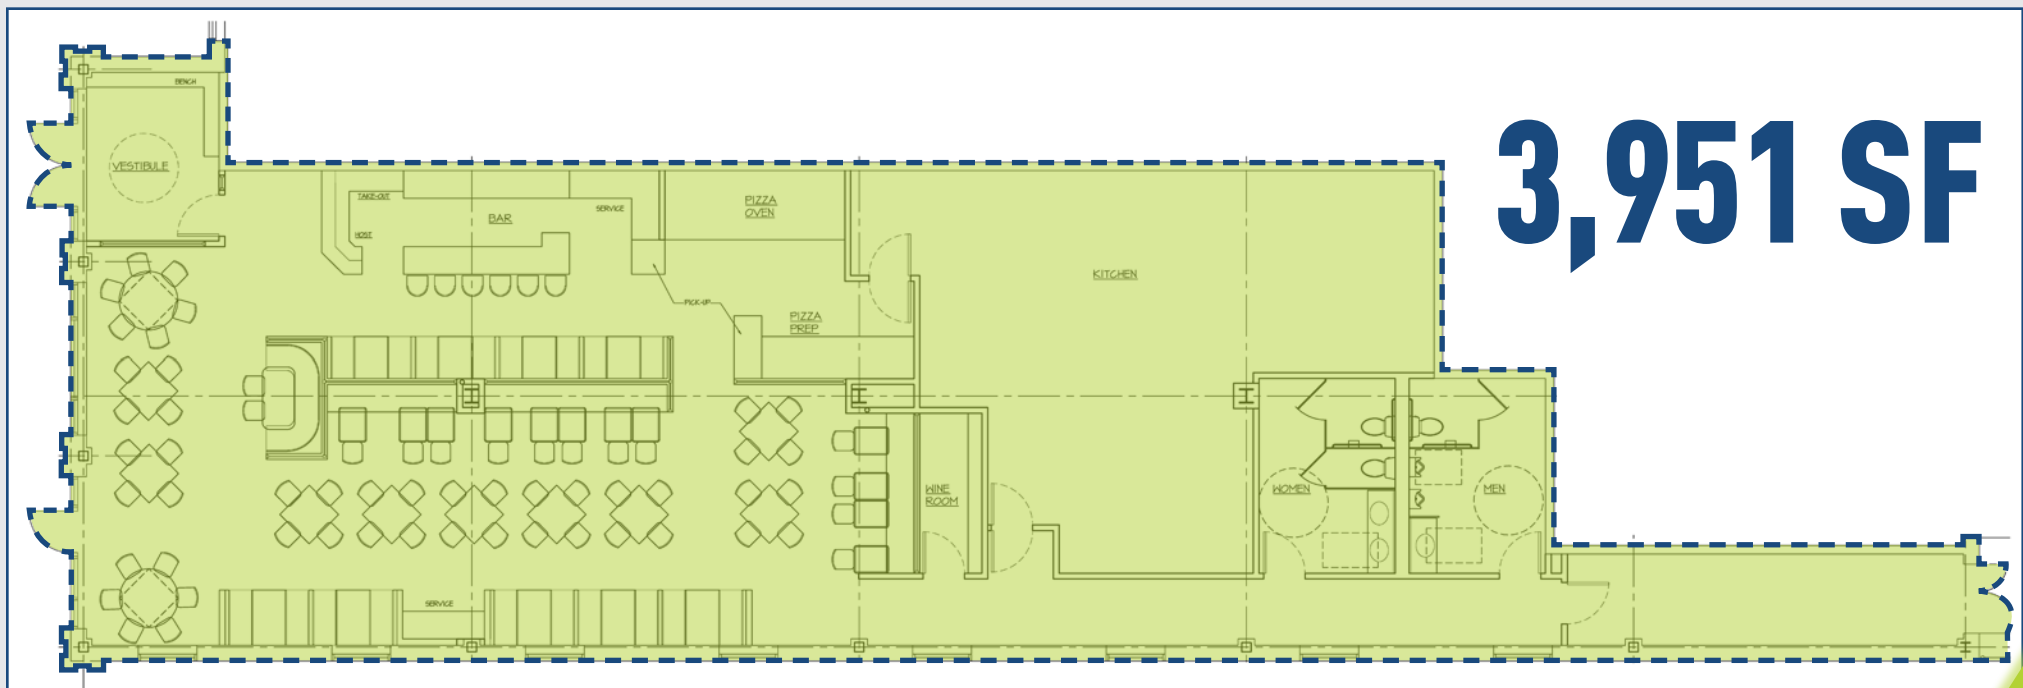 BENCH
VESTIBULE
3,951 SF
TAKE-OUT
BAR
SERVICE
PIZZA
OVEN
HOST
KITCHEN
PICK-UP
PIZZA
PREP
WINE
ROOM
WOMEN
MEN
SERVICE